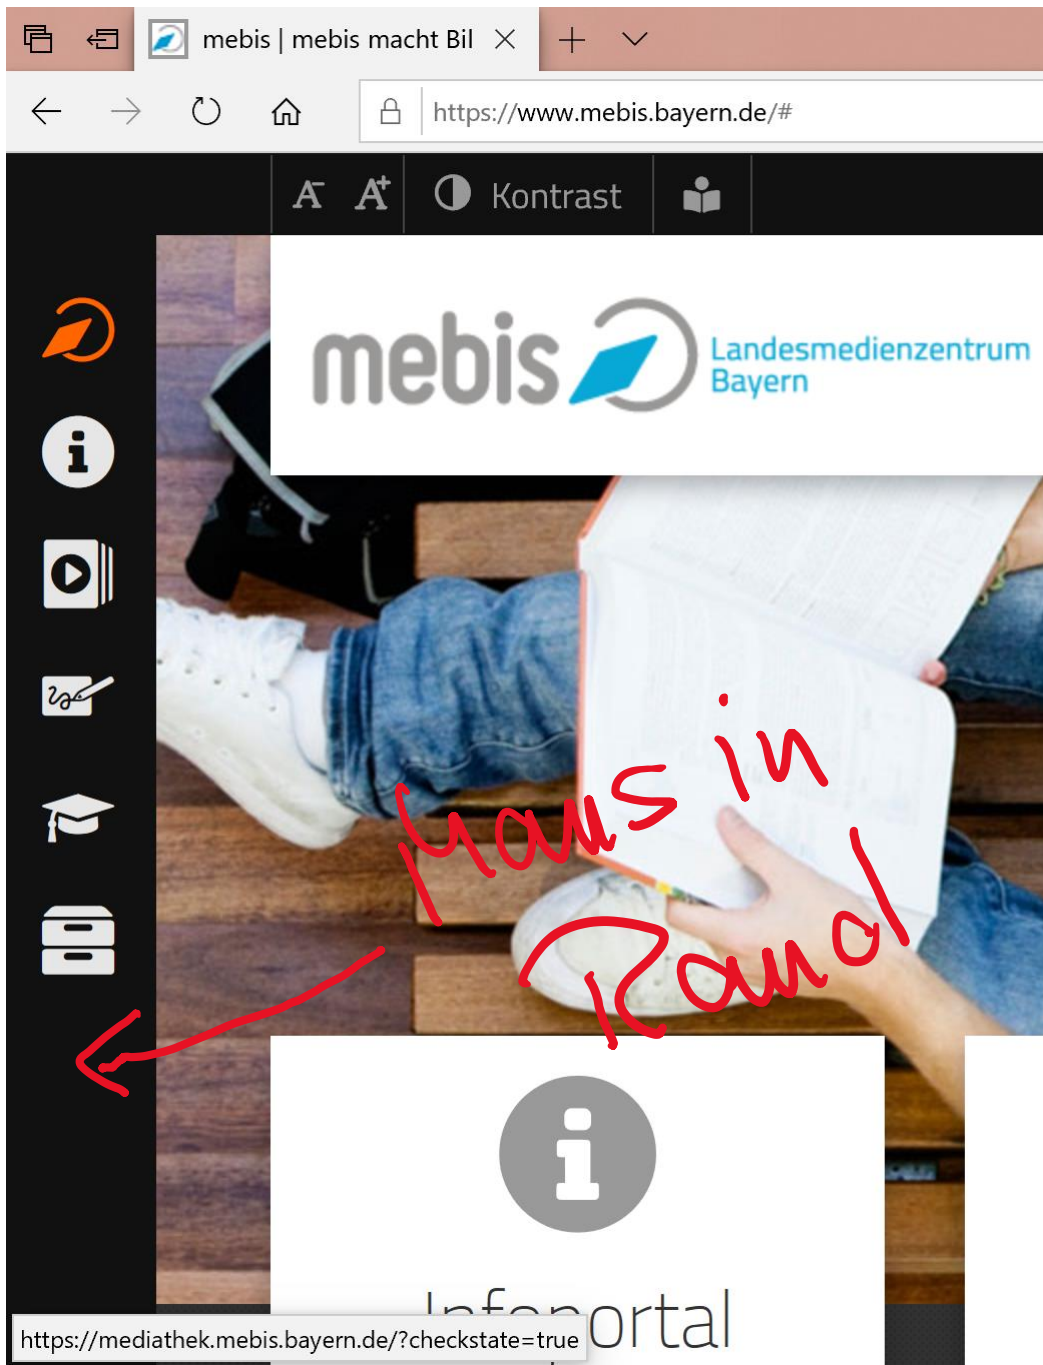 mebis | mebis macht Bil
https://www.mebis.bayern.de/#
A- A+ Kontrast
mebis Landesmedienzentrum
Bayern
Maus in
Rand
Infoportal
https://mediathek.mebis.bayern.de/?checkstate=true